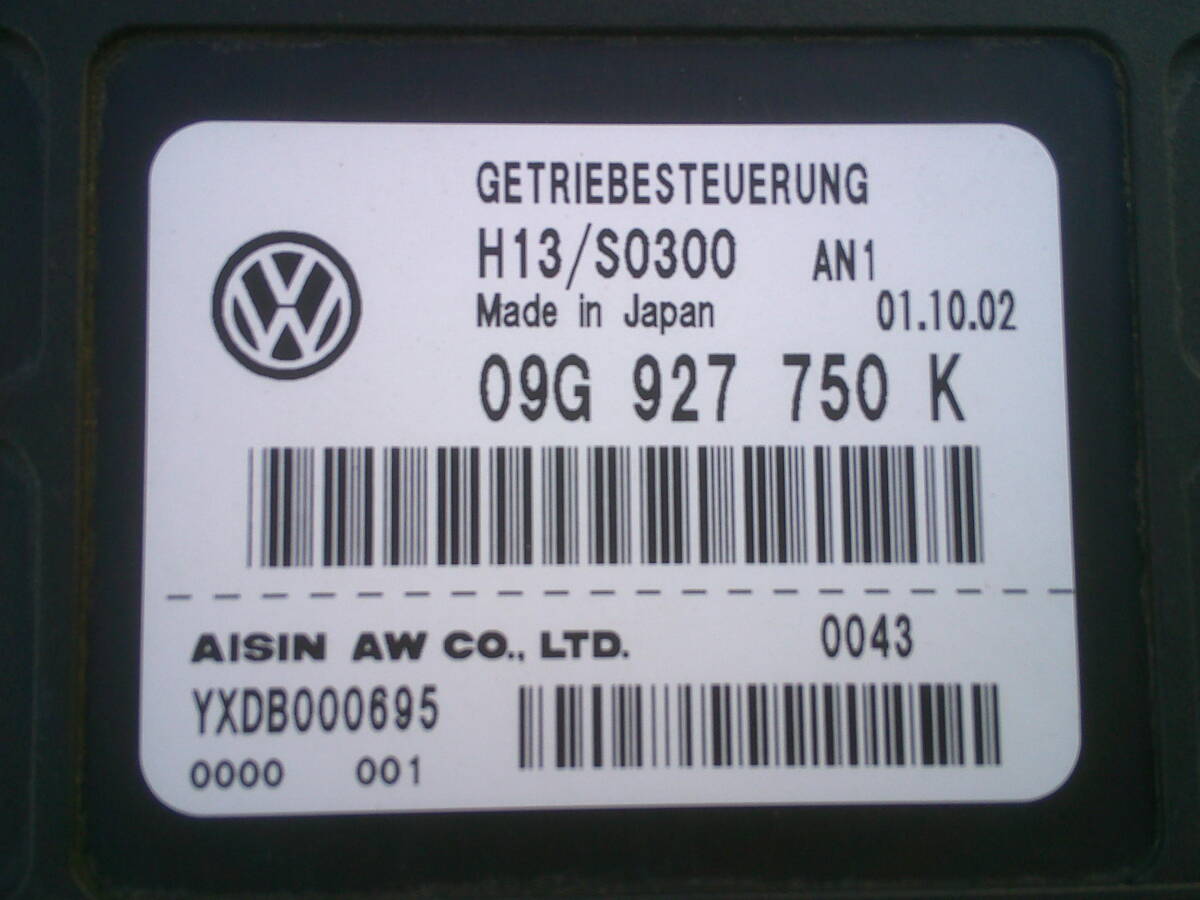 GETRIEBESTEUERUNG
H13/S0300 AN1
Made in Japan 01.10.02
09G 927 750 K
AISIN AW CO., LTD. 0043
YXDB000695
0000 001